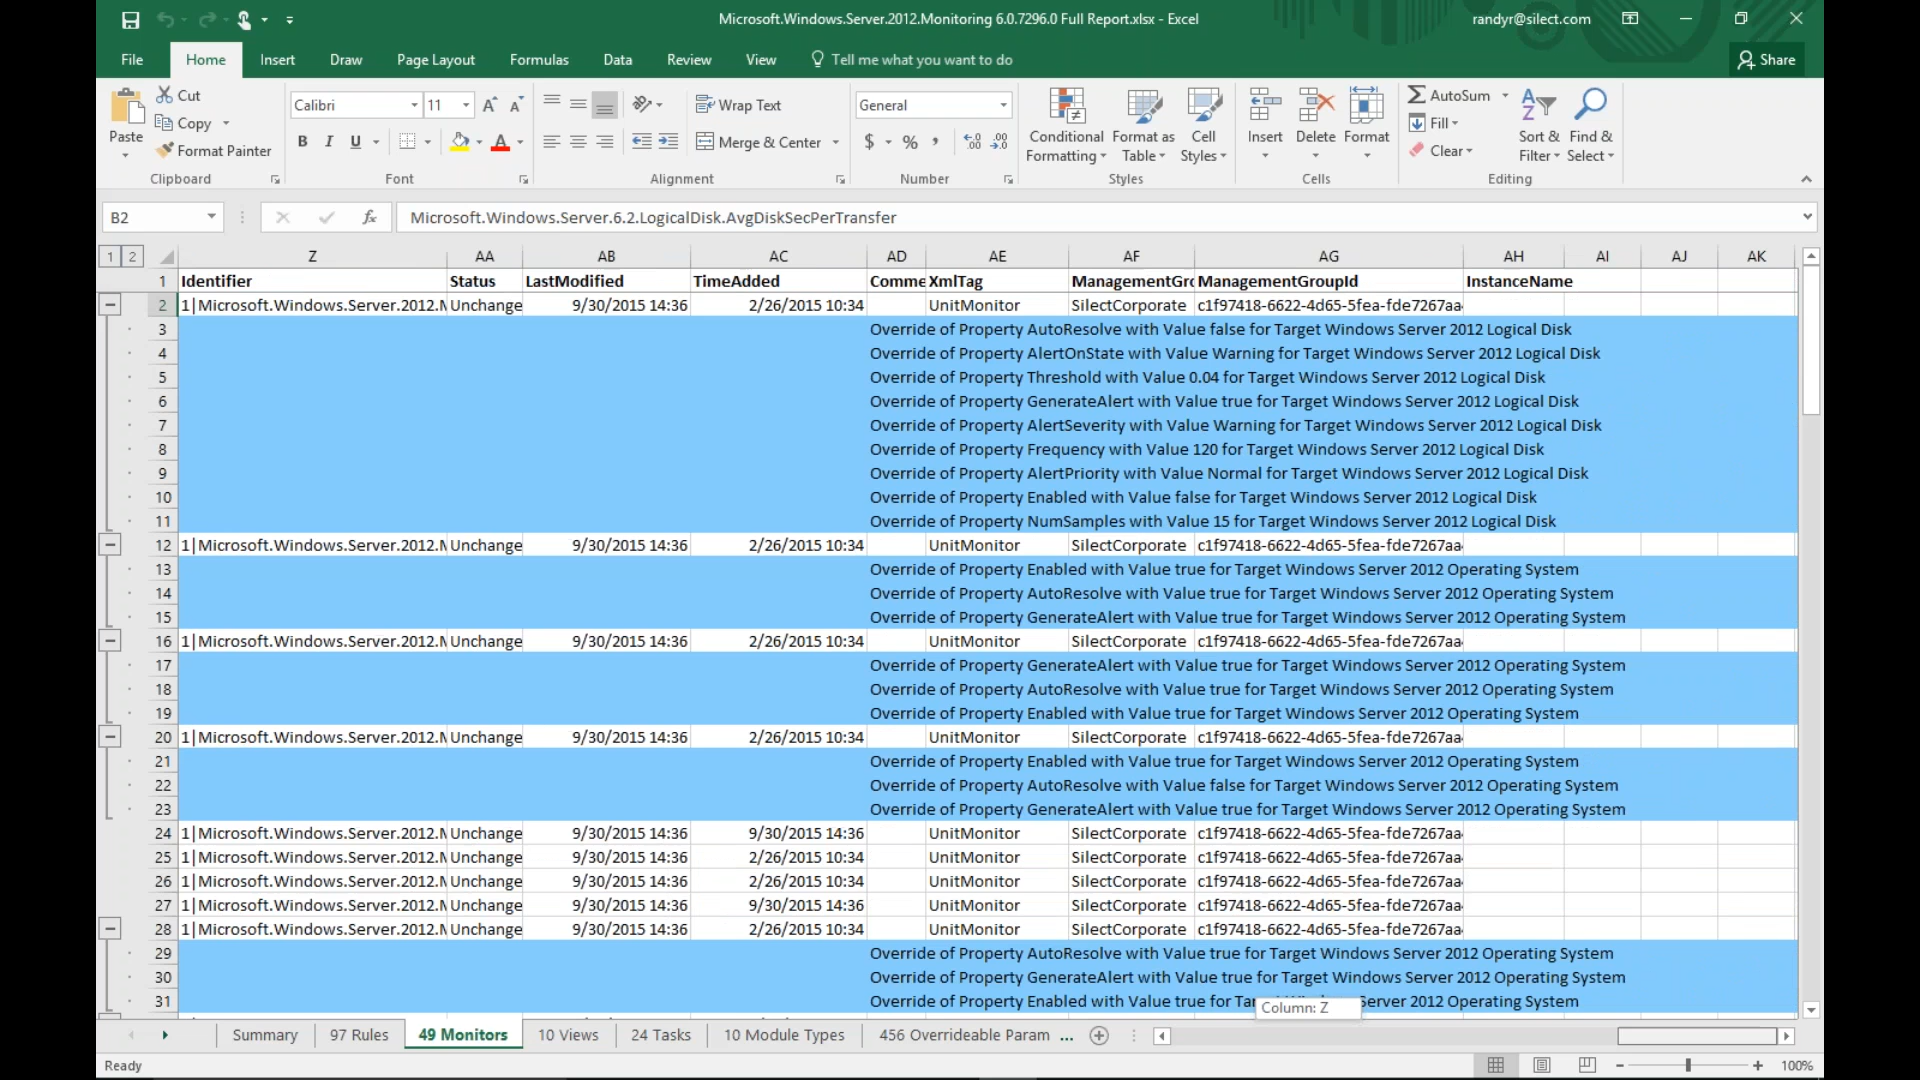 Microsoft.Windows.Server.2012.Monitoring 6.0.7296.0 Full Report.xlsx - Excel
randyr@silect.com
File Home Insert Draw Page Layout Formulas Data Review View Tell me what you want to do Share
Paste Cut Copy Format Painter Clipboard
Calibri 11 B I U Font
Wrap Text Merge & Center Alignment
General $ % , Number
Conditional Formatting Format as Table Cell Styles Styles
Insert Delete Format Cells
AutoSum Fill Clear Sort & Filter Find & Select Editing
B2 fx Microsoft.Windows.Server.6.2.LogicalDisk.AvgDiskSecPerTransfer
1 2 Z AA AB AC AD AE AF AG AH AI AJ AK
1 Identifier Status LastModified TimeAdded Comme XmlTag ManagementGr ManagementGroupId InstanceName
2 1|Microsoft.Windows.Server.2012.M Unchange 9/30/2015 14:36 2/26/2015 10:34 UnitMonitor SilectCorporate c1f97418-6622-4d65-5fea-fde7267aa
3 Override of Property AutoResolve with Value false for Target Windows Server 2012 Logical Disk
4 Override of Property AlertOnState with Value Warning for Target Windows Server 2012 Logical Disk
5 Override of Property Threshold with Value 0.04 for Target Windows Server 2012 Logical Disk
6 Override of Property GenerateAlert with Value true for Target Windows Server 2012 Logical Disk
7 Override of Property AlertSeverity with Value Warning for Target Windows Server 2012 Logical Disk
8 Override of Property Frequency with Value 120 for Target Windows Server 2012 Logical Disk
9 Override of Property AlertPriority with Value Normal for Target Windows Server 2012 Logical Disk
10 Override of Property Enabled with Value false for Target Windows Server 2012 Logical Disk
11 Override of Property NumSamples with Value 15 for Target Windows Server 2012 Logical Disk
12 1|Microsoft.Windows.Server.2012.M Unchange 9/30/2015 14:36 2/26/2015 10:34 UnitMonitor SilectCorporate c1f97418-6622-4d65-5fea-fde7267aa
13 Override of Property Enabled with Value true for Target Windows Server 2012 Operating System
14 Override of Property AutoResolve with Value true for Target Windows Server 2012 Operating System
15 Override of Property GenerateAlert with Value true for Target Windows Server 2012 Operating System
16 1|Microsoft.Windows.Server.2012.M Unchange 9/30/2015 14:36 2/26/2015 10:34 UnitMonitor SilectCorporate c1f97418-6622-4d65-5fea-fde7267aa
17 Override of Property GenerateAlert with Value true for Target Windows Server 2012 Operating System
18 Override of Property AutoResolve with Value true for Target Windows Server 2012 Operating System
19 Override of Property Enabled with Value true for Target Windows Server 2012 Operating System
20 1|Microsoft.Windows.Server.2012.M Unchange 9/30/2015 14:36 2/26/2015 10:34 UnitMonitor SilectCorporate c1f97418-6622-4d65-5fea-fde7267aa
21 Override of Property Enabled with Value true for Target Windows Server 2012 Operating System
22 Override of Property AutoResolve with Value false for Target Windows Server 2012 Operating System
23 Override of Property GenerateAlert with Value true for Target Windows Server 2012 Operating System
24 1|Microsoft.Windows.Server.2012.M Unchange 9/30/2015 14:36 9/30/2015 14:36 UnitMonitor SilectCorporate c1f97418-6622-4d65-5fea-fde7267aa
25 1|Microsoft.Windows.Server.2012.M Unchange 9/30/2015 14:36 2/26/2015 10:34 UnitMonitor SilectCorporate c1f97418-6622-4d65-5fea-fde7267aa
26 1|Microsoft.Windows.Server.2012.M Unchange 9/30/2015 14:36 2/26/2015 10:34 UnitMonitor SilectCorporate c1f97418-6622-4d65-5fea-fde7267aa
27 1|Microsoft.Windows.Server.2012.M Unchange 9/30/2015 14:36 9/30/2015 14:36 UnitMonitor SilectCorporate c1f97418-6622-4d65-5fea-fde7267aa
28 1|Microsoft.Windows.Server.2012.M Unchange 9/30/2015 14:36 2/26/2015 10:34 UnitMonitor SilectCorporate c1f97418-6622-4d65-5fea-fde7267aa
29 Override of Property AutoResolve with Value true for Target Windows Server 2012 Operating System
30 Override of Property GenerateAlert with Value true for Target Windows Server 2012 Operating System
31 Override of Property Enabled with Value true for Tar Server 2012 Operating System
Column: Z
Summary 97 Rules 49 Monitors 10 Views 24 Tasks 10 Module Types 456 Overrideable Param ...
Ready 100%